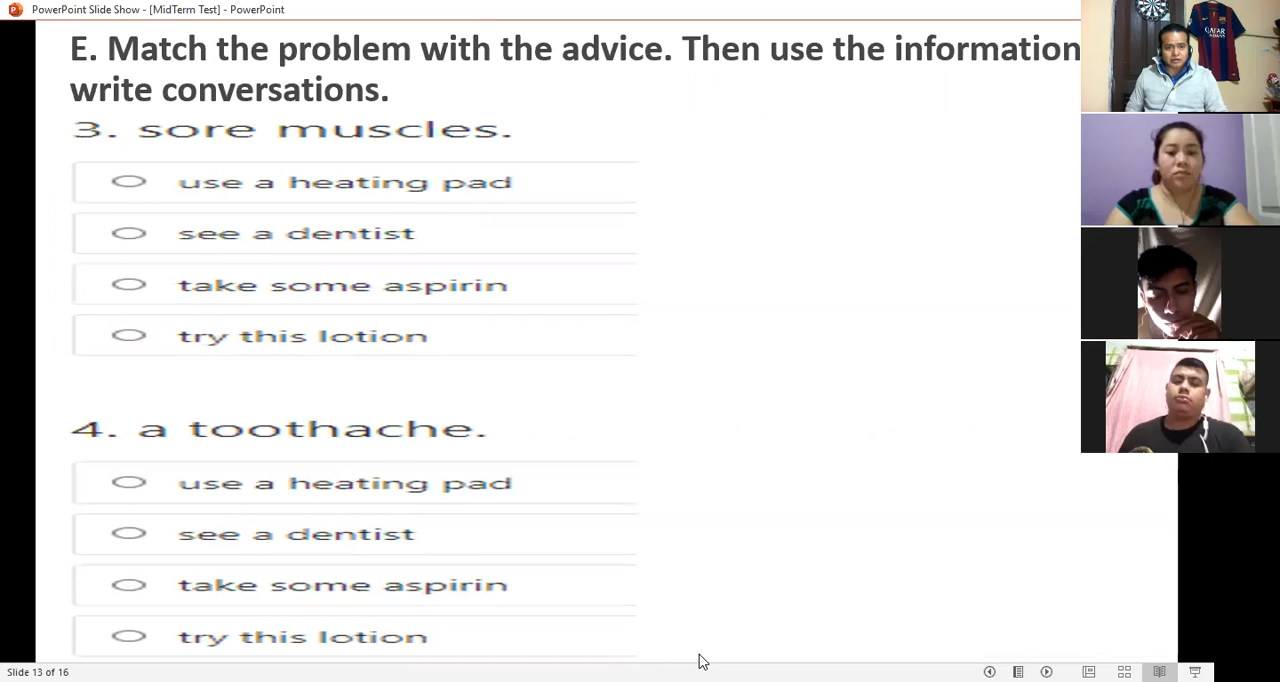 PowerPoint Slide Show - [MidTerm Test] - PowerPoint
E. Match the problem with the advice. Then use the information
write conversations.
3. sore muscles.
use a heating pad
see a dentist
take some aspirin
try this lotion
4. a toothache.
use a heating pad
see a dentist
take some aspirin
try this lotion
Slide 13 of 16
QATAR